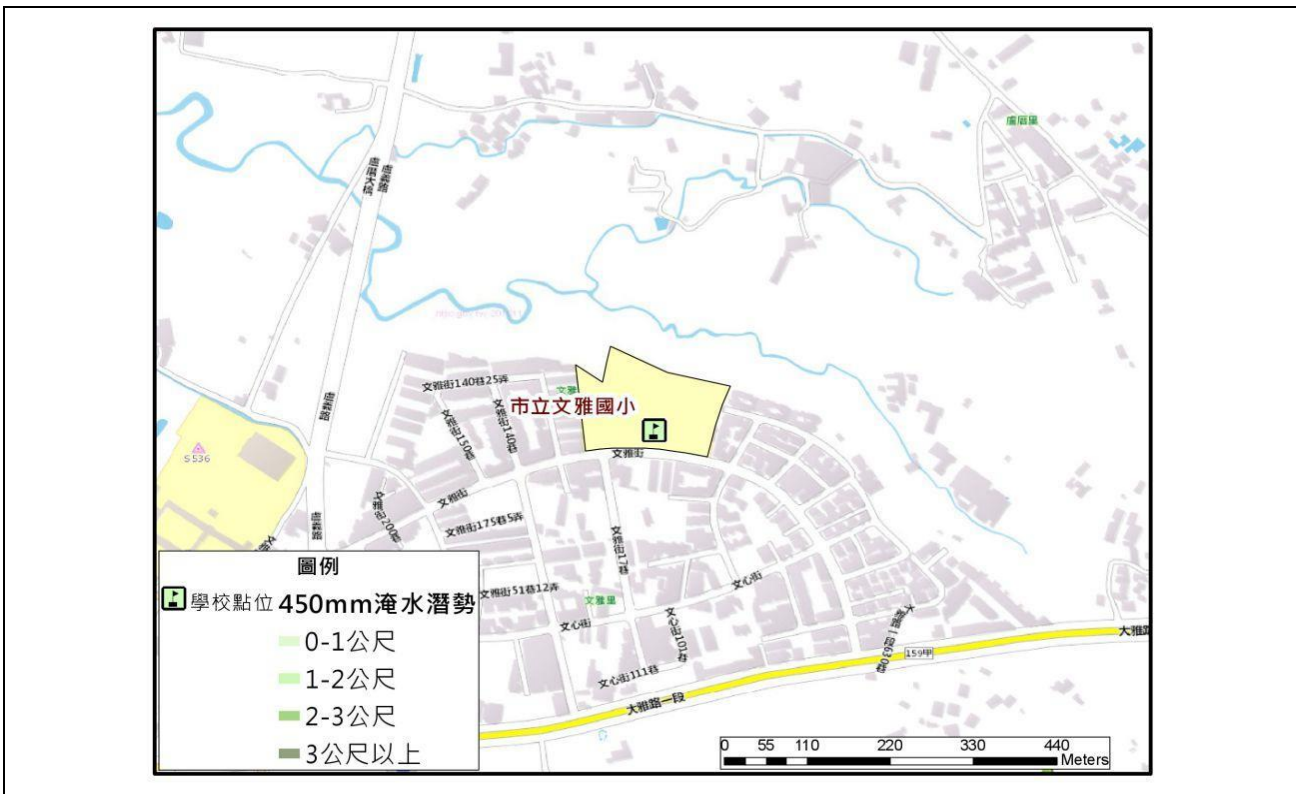 盧厝里
文雅街140巷25弄
市立文雅國小
文雅街150巷
文雅街140巷
S 536
文雅街
文雅街
文雅街200巷
文雅街175巷5弄
文雅街17巷
文雅街51巷12弄
文心街
文雅里
文心街
文心街101巷
文心街111巷
大雅路一段
159甲
大雅路
圖例
學校點位 450mm淹水潛勢
0-1公尺
1-2公尺
2-3公尺
3公尺以上
0 55 110 220 330 440
Meters